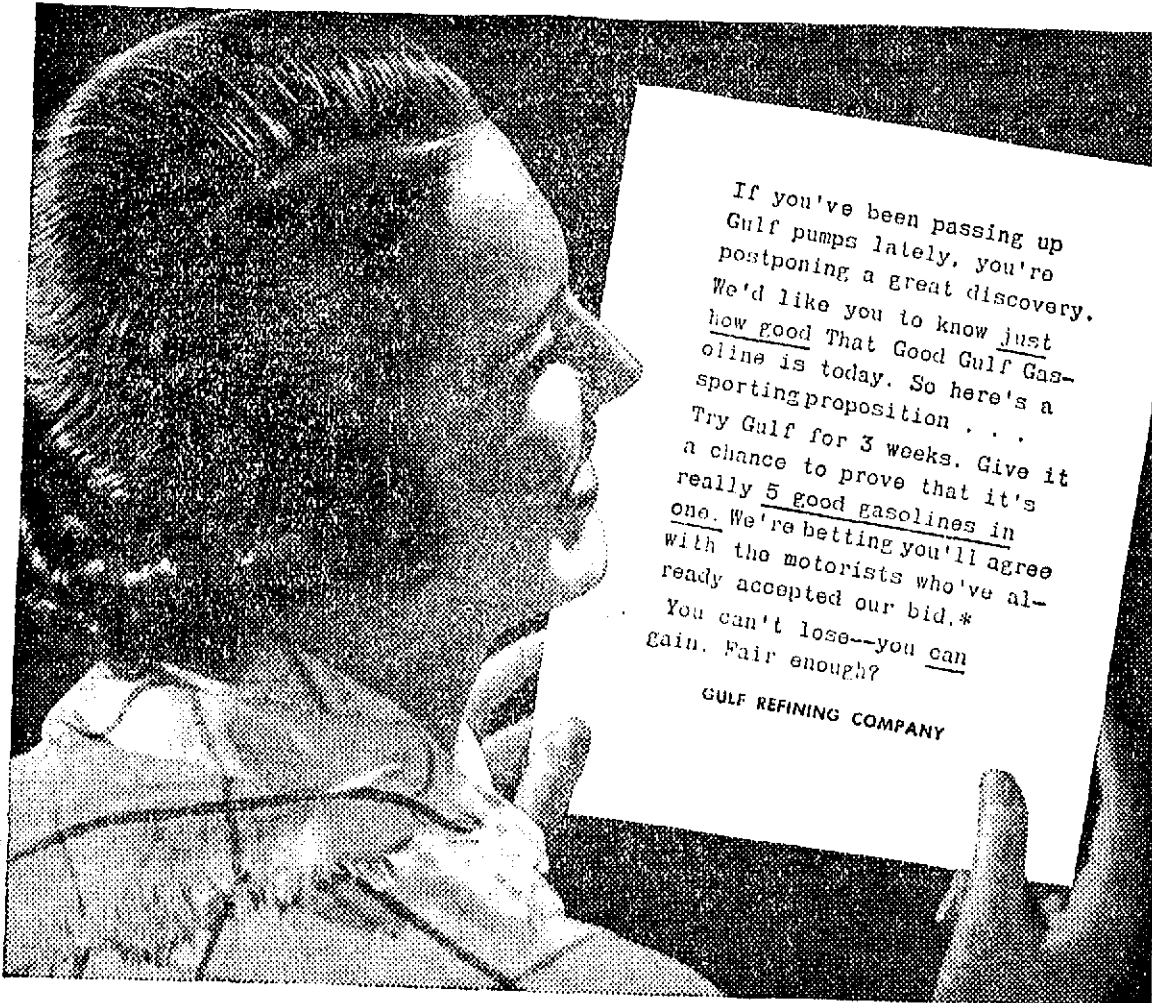 If you've been passing up
Gulf pumps lately, you're
postponing a great discovery.
We'd like you to know just
how good That Good Gulf Gas-
oline is today. So here's a
sporting proposition . . .
Try Gulf for 3 weeks. Give it
a chance to prove that it's
really 5 good gasolines in
one. We're betting you'll agree
with the motorists who've al-
ready accepted our bid.*
You can't lose--you can
gain. Fair enough?
GULF REFINING COMPANY